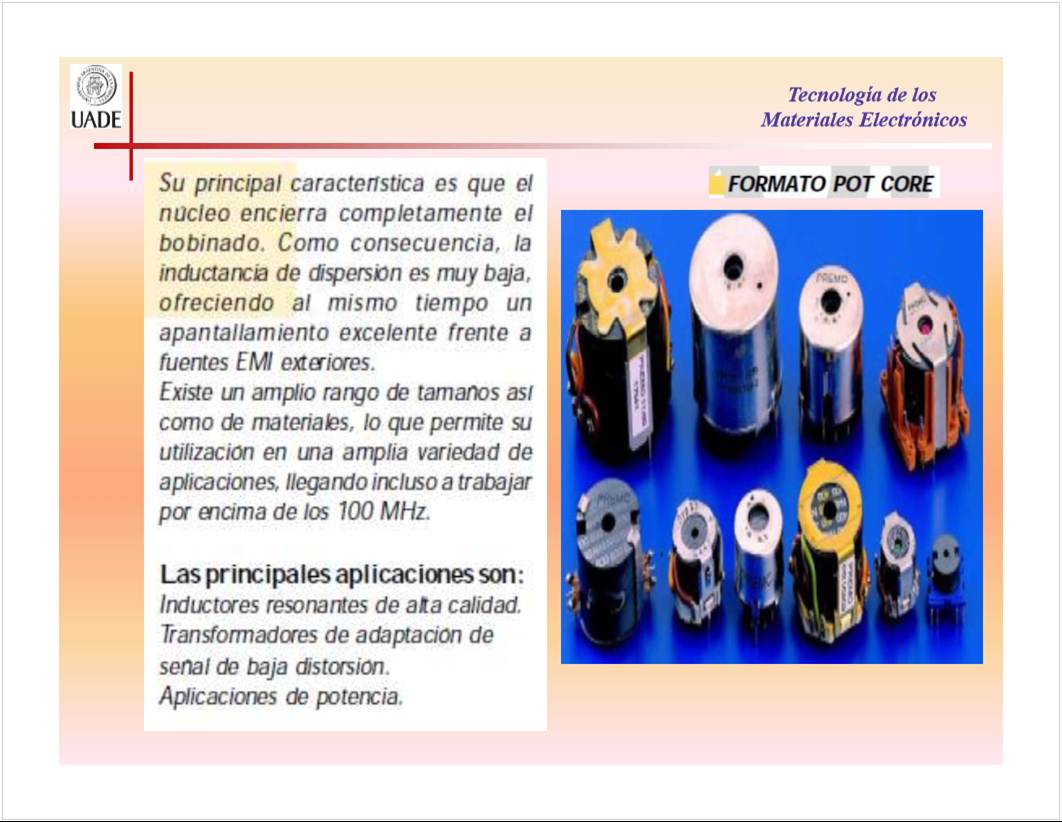 UADE
Tecnología de los
Materiales Electrónicos
Su principal característica es que el
núcleo encierra completamente el
bobinado. Como consecuencia, la
inductancia de dispersión es muy baja,
ofreciendo al mismo tiempo un
apantallamiento excelente frente a
fuentes EMI exteriores.
Existe un amplio rango de tamaños así
como de materiales, lo que permite su
utilización en una amplia variedad de
aplicaciones, llegando incluso a trabajar
por encima de los 100 MHz.
Las principales aplicaciones son:
Inductores resonantes de alta calidad.
Transformadores de adaptación de
señal de baja distorsión.
Aplicaciones de potencia.
FORMATO POT CORE
PREMO
PREMO
PREMO